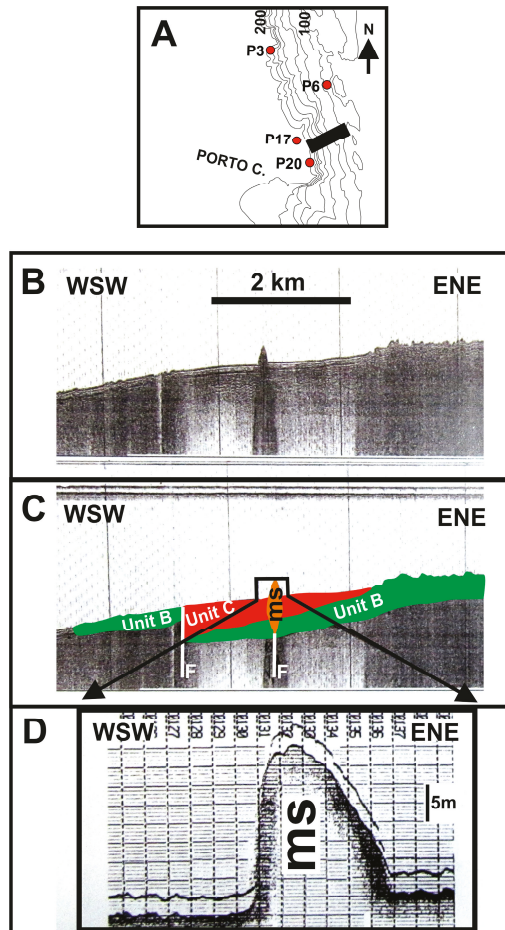 A
200
100
N
P3
P6
P17
PORTO C.
P20
B
WSW
2 km
ENE
C
WSW
ENE
ms
Unit B
Unit C
Unit B
F
F
D
WSW
ENE
5m
ms